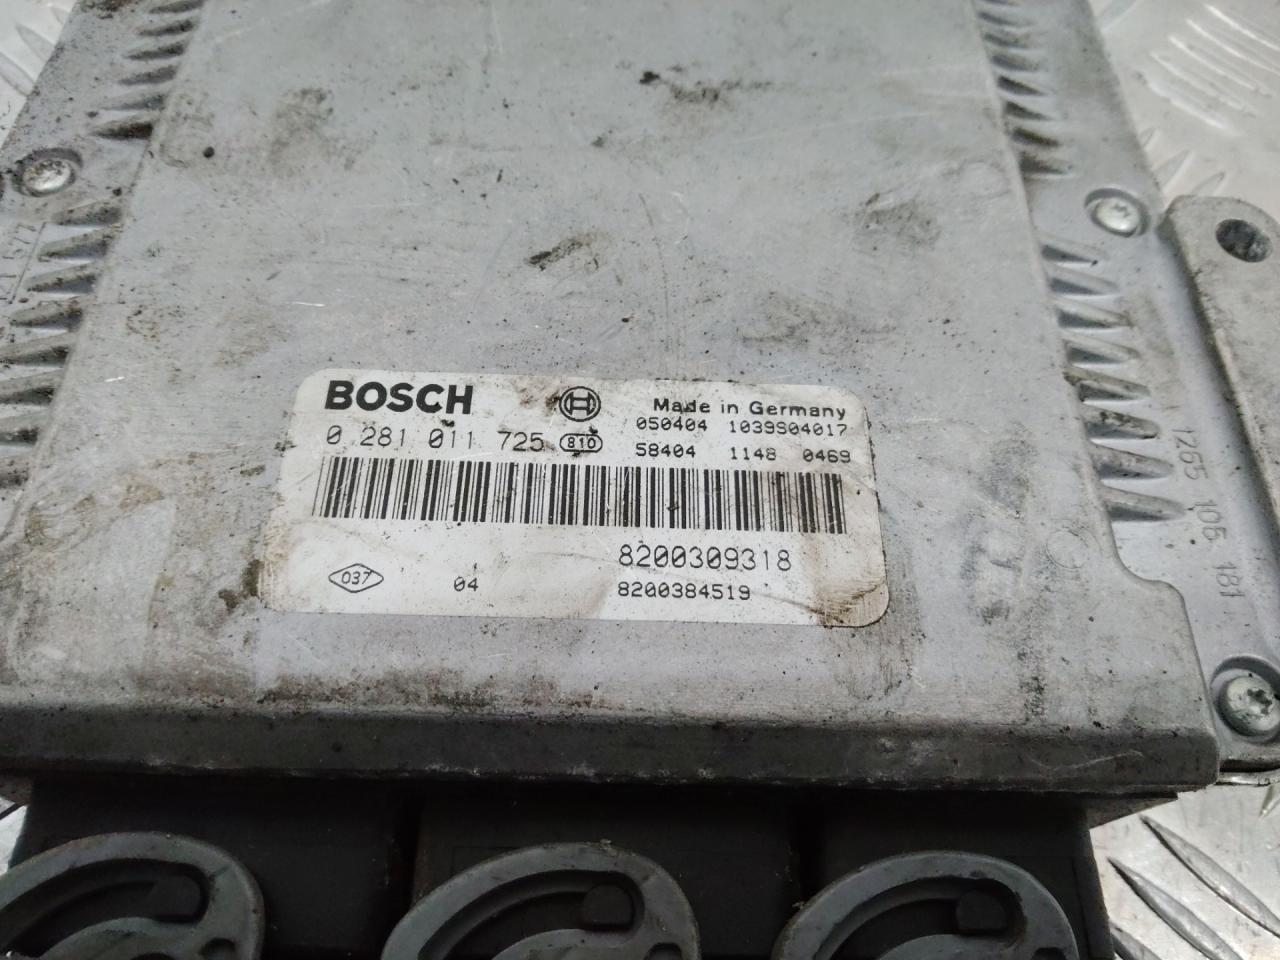 BOSCH
Made in Germany
050404 1039S04017
0 281 011 725 810
58404 1148 0469
8200309318
037 04 8200384519
1265 106 181